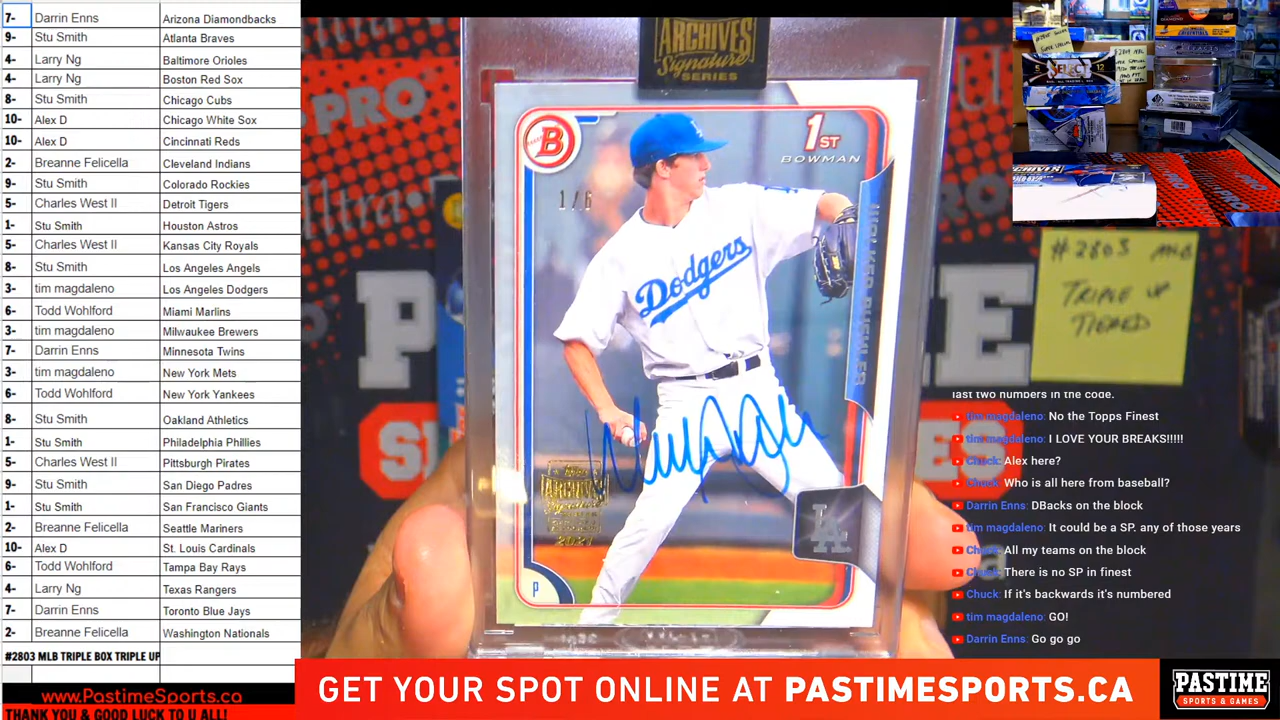 7- Darrin Enns Arizona Diamondbacks
9- Stu Smith Atlanta Braves
4- Larry Ng Baltimore Orioles
4- Larry Ng Boston Red Sox
8- Stu Smith Chicago Cubs
10- Alex D Chicago White Sox
10- Alex D Cincinnati Reds
2- Breanne Felicella Cleveland Indians
9- Stu Smith Colorado Rockies
5- Charles West II Detroit Tigers
1- Stu Smith Houston Astros
5- Charles West II Kansas City Royals
8- Stu Smith Los Angeles Angels
3- tim magdaleno Los Angeles Dodgers
6- Todd Wohlford Miami Marlins
3- tim magdaleno Milwaukee Brewers
7- Darrin Enns Minnesota Twins
3- tim magdaleno New York Mets
6- Todd Wohlford New York Yankees
8- Stu Smith Oakland Athletics
1- Stu Smith Philadelphia Phillies
5- Charles West II Pittsburgh Pirates
9- Stu Smith San Diego Padres
1- Stu Smith San Francisco Giants
2- Breanne Felicella Seattle Mariners
10- Alex D St. Louis Cardinals
6- Todd Wohlford Tampa Bay Rays
4- Larry Ng Texas Rangers
7- Darrin Enns Toronto Blue Jays
2- Breanne Felicella Washington Nationals
#2803 MLB TRIPLE BOX TRIPLE UP
www.PastimeSports.ca
THANK YOU & GOOD LUCK TO U ALL!
ARCHIVES
Signature
SERIES
B
1ST
BOWMAN
1/6
WALKER BUEHLER
Dodgers
ARCHIVES
Signature
2021
LA
P
SELECT 12
#2803 MLB
TRIPLE UP
TIERED
last two numbers in the code.
tim magdaleno: No the Topps Finest
tim magdaleno: I LOVE YOUR BREAKS!!!!!
Chuck: Alex here?
Chuck: Who is all here from baseball?
Darrin Enns: DBacks on the block
tim magdaleno: It could be a SP. any of those years
Chuck: All my teams on the block
Chuck: There is no SP in finest
Chuck: If it's backwards it's numbered
tim magdaleno: GO!
Darrin Enns: Go go go
GET YOUR SPOT ONLINE AT PASTIMESPORTS.CA
PASTIME
SPORTS & GAMES